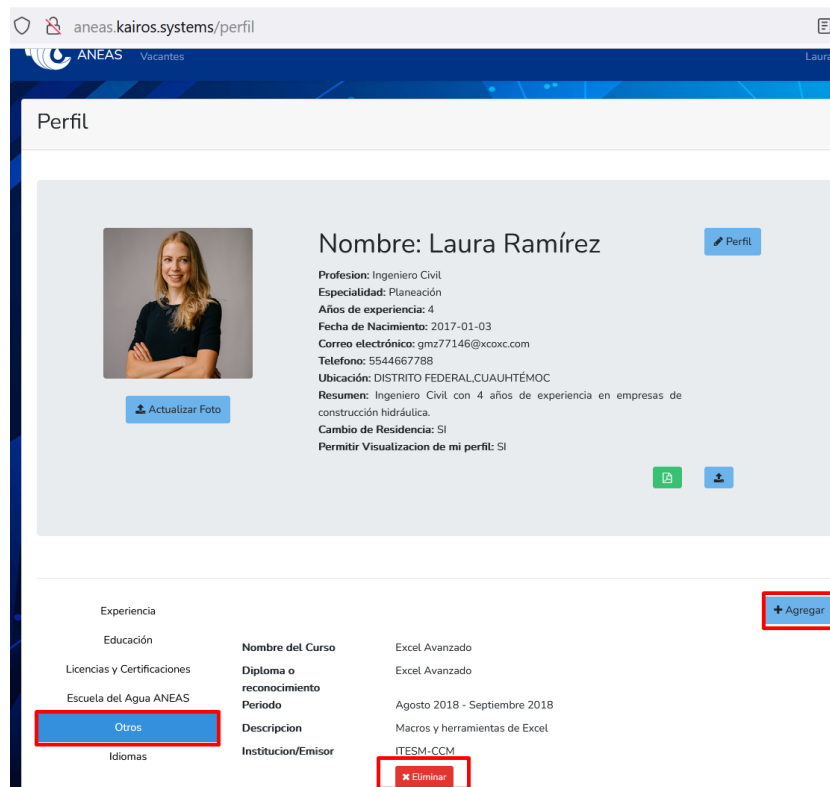 aneas.kairos.systems/perfil
ANEAS Vacantes Laura
Perfil
Nombre: Laura Ramírez
Perfil
Profesion: Ingeniero Civil
Especialidad: Planeación
Años de experiencia: 4
Fecha de Nacimiento: 2017-01-03
Correo electrónico: gmz77146@xcoxc.com
Telefono: 5544667788
Ubicación: DISTRITO FEDERAL,CUAUHTÉMOC
Resumen: Ingeniero Civil con 4 años de experiencia en empresas de
construcción hidráulica.
Cambio de Residencia: SI
Permitir Visualizacion de mi perfil: SI
Actualizar Foto
Agregar
Experiencia
Educación
Licencias y Certificaciones
Escuela del Agua ANEAS
Otros
Idiomas
Nombre del Curso Excel Avanzado
Diploma o Excel Avanzado
reconocimiento
Periodo Agosto 2018 - Septiembre 2018
Descripcion Macros y herramientas de Excel
Institucion/Emisor ITESM-CCM
Eliminar